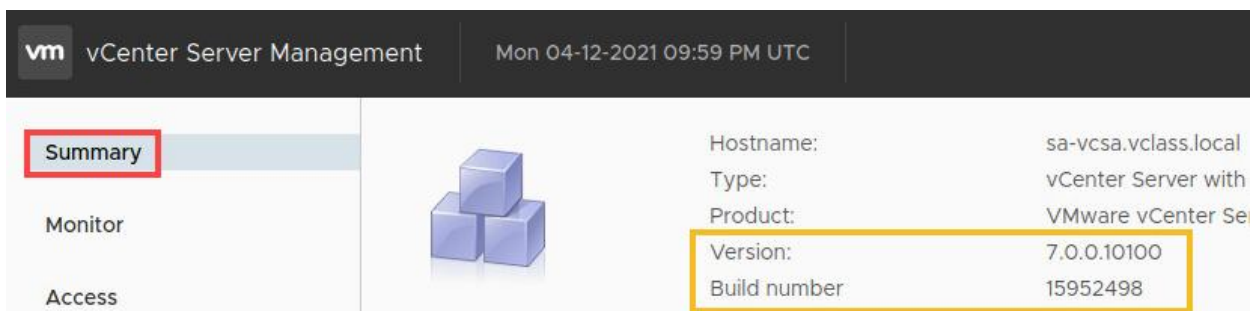 vm vCenter Server Management Mon 04-12-2021 09:59 PM UTC
Summary
Monitor
Access
Hostname: sa-vcsa.vclass.local
Type: vCenter Server with
Product: VMware vCenter Ser
Version: 7.0.0.10100
Build number 15952498